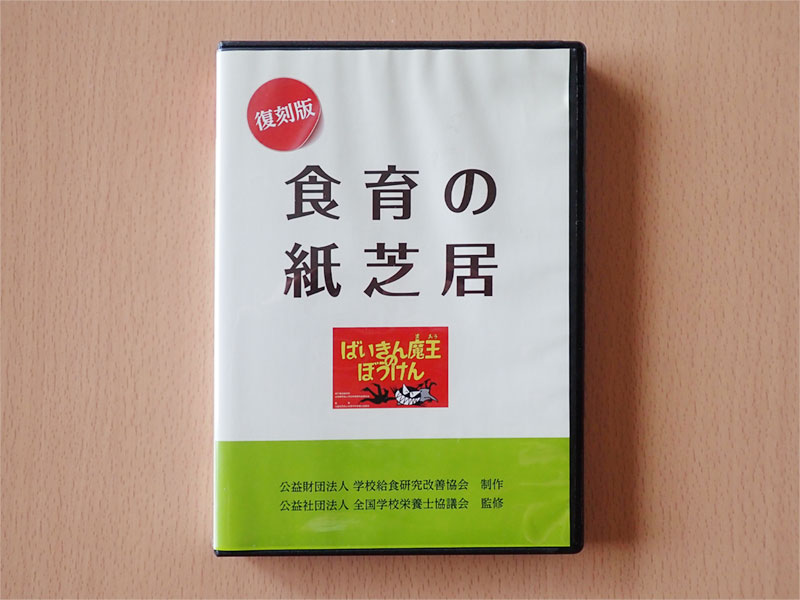 復刻版
食育の
紙芝居
ばいきん魔王
の
ぼうけん
公益財団法人 学校給食研究改善協会 制作
公益社団法人 全国学校栄養士協議会 監修